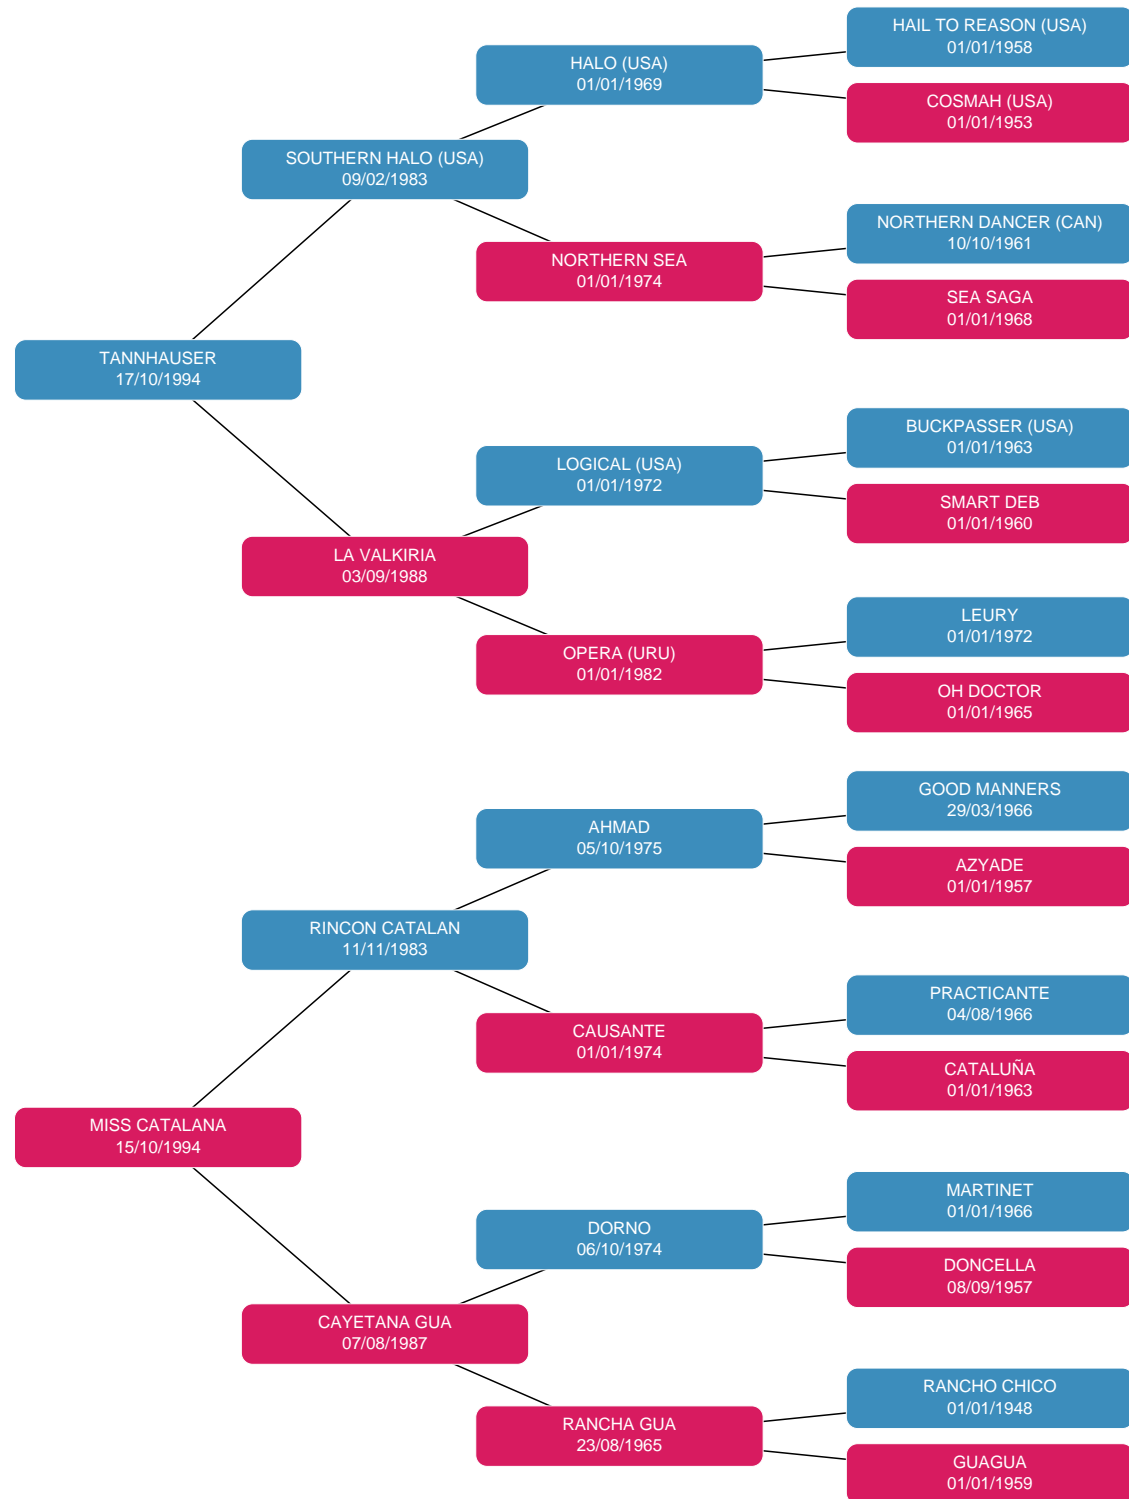 HAIL TO REASON (USA)
01/01/1958
HALO (USA)
01/01/1969
COSMAH (USA)
01/01/1953
SOUTHERN HALO (USA)
09/02/1983
NORTHERN DANCER (CAN)
10/10/1961
NORTHERN SEA
01/01/1974
SEA SAGA
01/01/1968
TANNHAUSER
17/10/1994
BUCKPASSER (USA)
01/01/1963
LOGICAL (USA)
01/01/1972
SMART DEB
01/01/1960
LA VALKIRIA
03/09/1988
LEURY
01/01/1972
OPERA (URU)
01/01/1982
OH DOCTOR
01/01/1965
GOOD MANNERS
29/03/1966
AHMAD
05/10/1975
AZYADE
01/01/1957
RINCON CATALAN
11/11/1983
PRACTICANTE
04/08/1966
CAUSANTE
01/01/1974
CATALUÑA
01/01/1963
MISS CATALANA
15/10/1994
MARTINET
01/01/1966
DORNO
06/10/1974
DONCELLA
08/09/1957
CAYETANA GUA
07/08/1987
RANCHO CHICO
01/01/1948
RANCHA GUA
23/08/1965
GUAGUA
01/01/1959